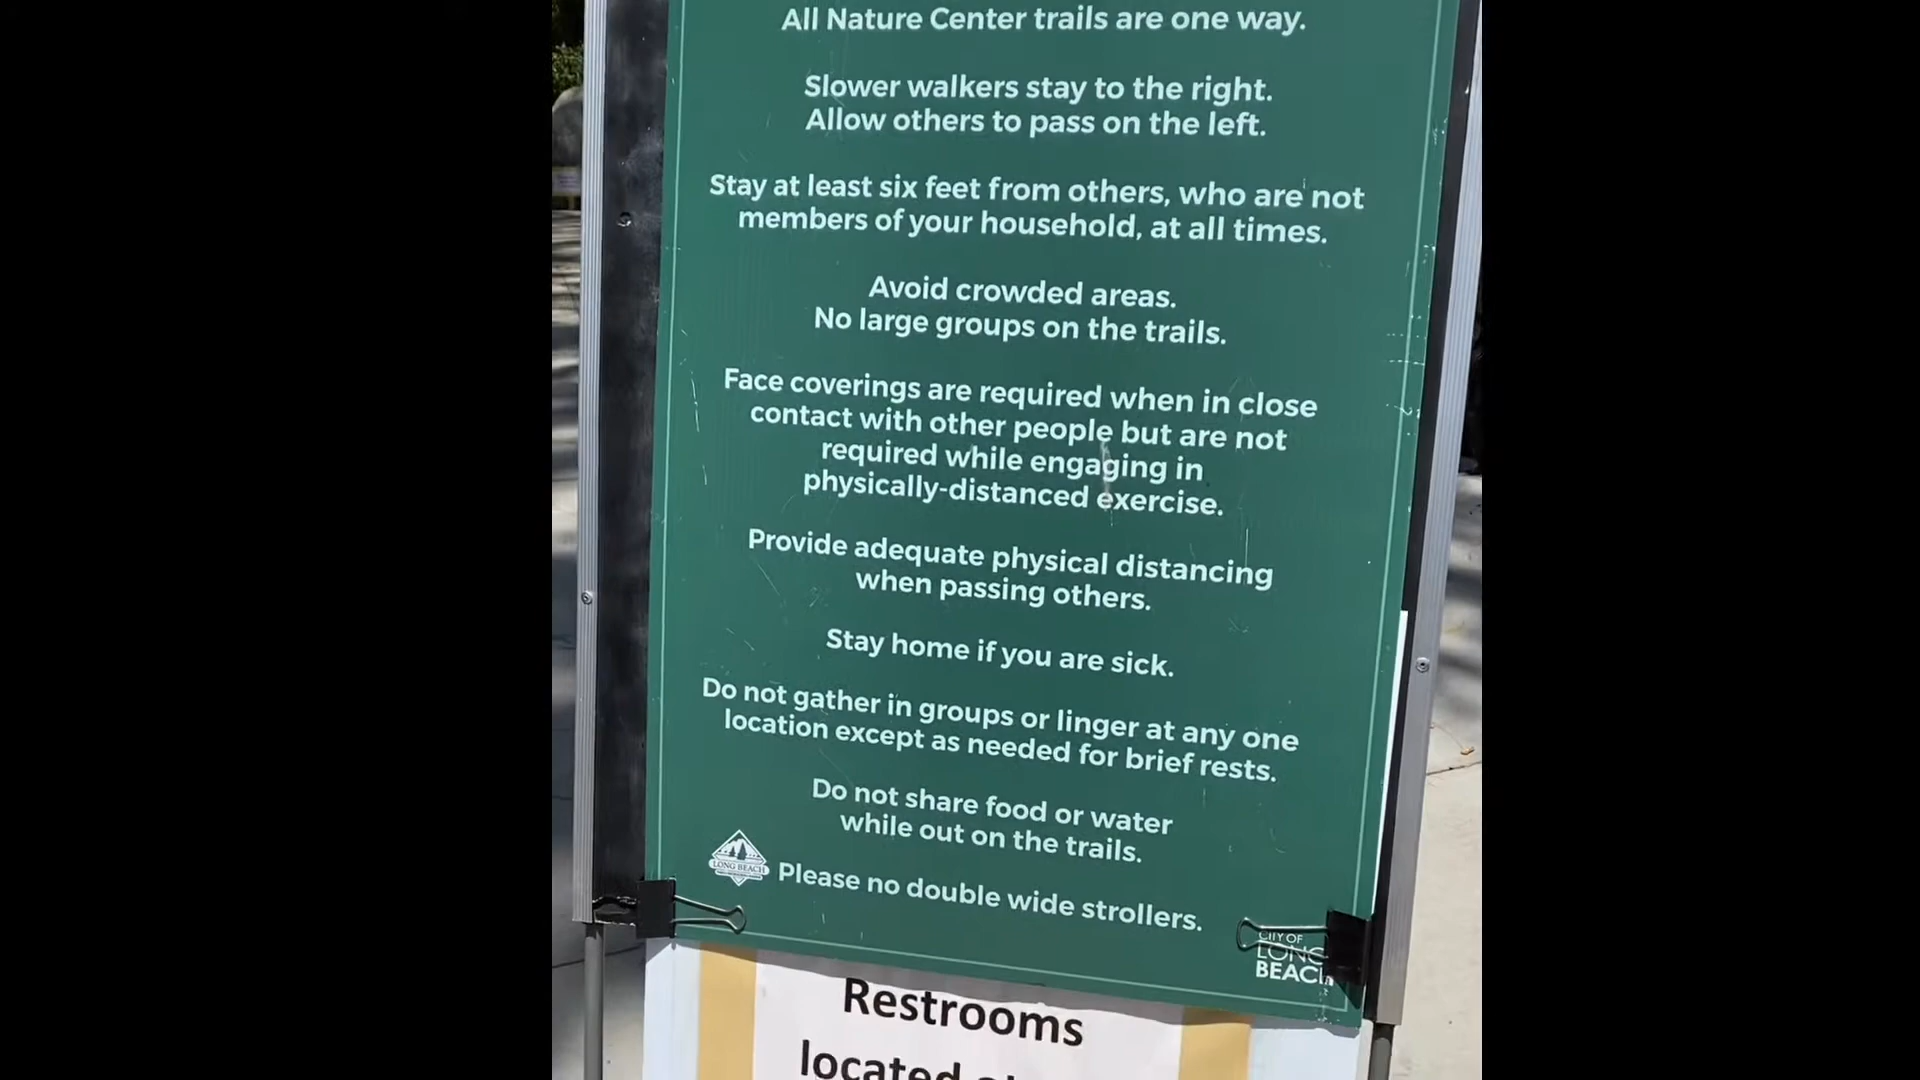 All Nature Center trails are one way.
Slower walkers stay to the right.
Allow others to pass on the left.
Stay at least six feet from others, who are not
members of your household, at all times.
Avoid crowded areas.
No large groups on the trails.
Face coverings are required when in close
contact with other people but are not
required while engaging in
physically-distanced exercise.
Provide adequate physical distancing
when passing others.
Stay home if you are sick.
Do not gather in groups or linger at any one
location except as needed for brief rests.
Do not share food or water
while out on the trails.
LONG BEACH
Please no double wide strollers.
CITY OF
LONG
BEACH
Restrooms
located